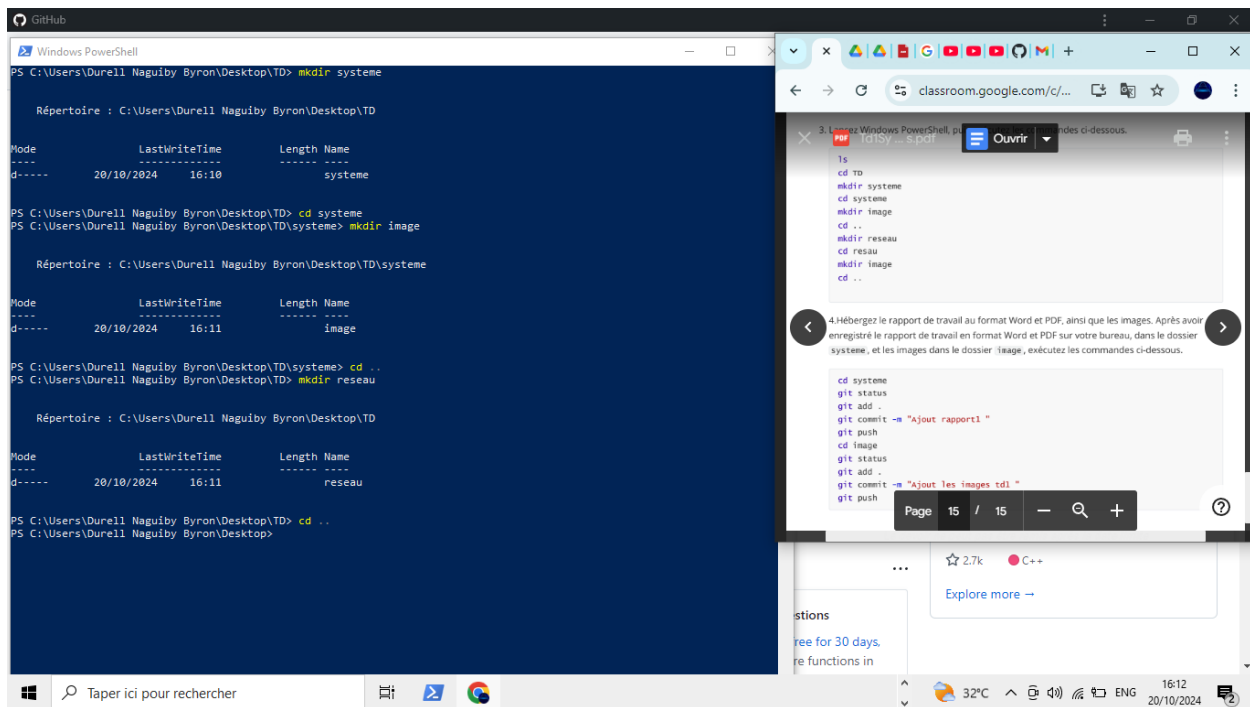 GitHub
Windows PowerShell
PS C:\Users\Durell Naguiby Byron\Desktop\TD> mkdir systeme
Répertoire : C:\Users\Durell Naguiby Byron\Desktop\TD
Mode LastWriteTime Length Name
---- ------------- ------ ----
d----- 20/10/2024 16:10 systeme
PS C:\Users\Durell Naguiby Byron\Desktop\TD> cd systeme
PS C:\Users\Durell Naguiby Byron\Desktop\TD\systeme> mkdir image
Répertoire : C:\Users\Durell Naguiby Byron\Desktop\TD\systeme
Mode LastWriteTime Length Name
---- ------------- ------ ----
d----- 20/10/2024 16:11 image
PS C:\Users\Durell Naguiby Byron\Desktop\TD\systeme> cd ..
PS C:\Users\Durell Naguiby Byron\Desktop\TD> mkdir reseau
Répertoire : C:\Users\Durell Naguiby Byron\Desktop\TD
Mode LastWriteTime Length Name
---- ------------- ------ ----
d----- 20/10/2024 16:11 reseau
PS C:\Users\Durell Naguiby Byron\Desktop\TD> cd ..
PS C:\Users\Durell Naguiby Byron\Desktop>
classroom.google.com/c/...
3. Lancez Windows PowerShell, commandes ci-dessous.
PDF Td1Sy ... s.pdf
Ouvrir
ls
cd TD
mkdir systeme
cd systeme
mkdir image
cd ..
mkdir reseau
cd resau
mkdir image
cd ..
4.Hébergez le rapport de travail au format Word et PDF, ainsi que les images. Après avoir
enregistré le rapport de travail en format Word et PDF sur votre bureau, dans le dossier
systeme, et les images dans le dossier image, exécutez les commandes ci-dessous.
cd systeme
git status
git add .
git commit -m "Ajout rapport1 "
git push
cd image
git status
git add .
git commit -m "Ajout les images td1 "
git push
Page 15 / 15
2.7k C++
Explore more →
stions
ree for 30 days,
re functions in
Taper ici pour rechercher
32°C
ENG
16:12
20/10/2024
2